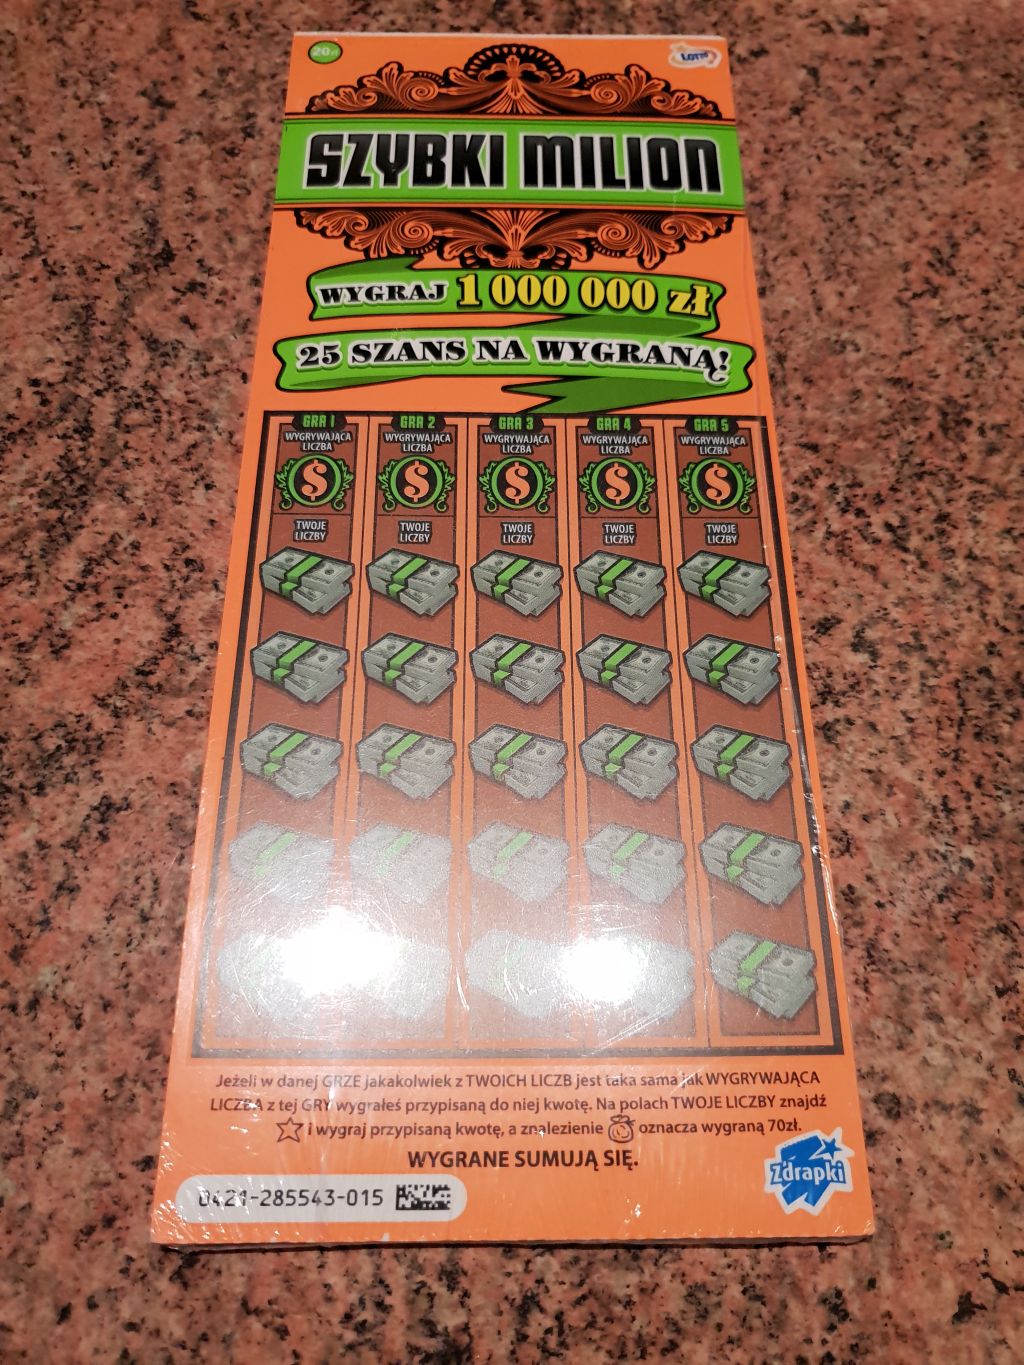 20 zł
LOTTO
SZYBKI MILION
WYGRAJ 1 000 000 zł
25 SZANS NA WYGRANĄ!
GRA 1 GRA 2 GRA 3 GRA 4 GRA 5
WYGRYWAJĄCA WYGRYWAJĄCA WYGRYWAJĄCA WYGRYWAJĄCA WYGRYWAJĄCA
LICZBA LICZBA LICZBA LICZBA LICZBA
$ $ $ $ $
TWOJE TWOJE TWOJE TWOJE TWOJE
LICZBY LICZBY LICZBY LICZBY LICZBY
Jeżeli w danej GRZE jakakolwiek z TWOICH LICZB jest taka sama jak WYGRYWAJĄCA
LICZBA z tej GRY wygrałeś przypisaną do niej kwotę. Na polach TWOJE LICZBY znajdź
i wygraj przypisaną kwotę, a znalezienie oznacza wygraną 70zł.
WYGRANE SUMUJĄ SIĘ.
Zdrapki
0421-285543-015